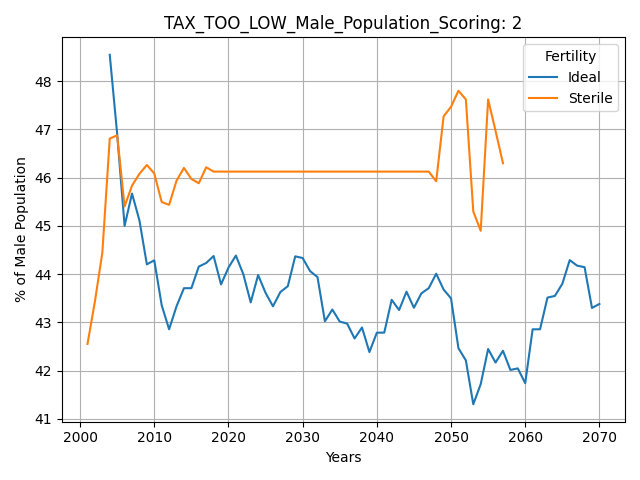 TAX_TOO_LOW_Male_Population_Scoring: 2
Fertility
Ideal
Sterile
% of Male Population
48
47
46
45
44
43
42
41
2000 2010 2020 2030 2040 2050 2060 2070
Years